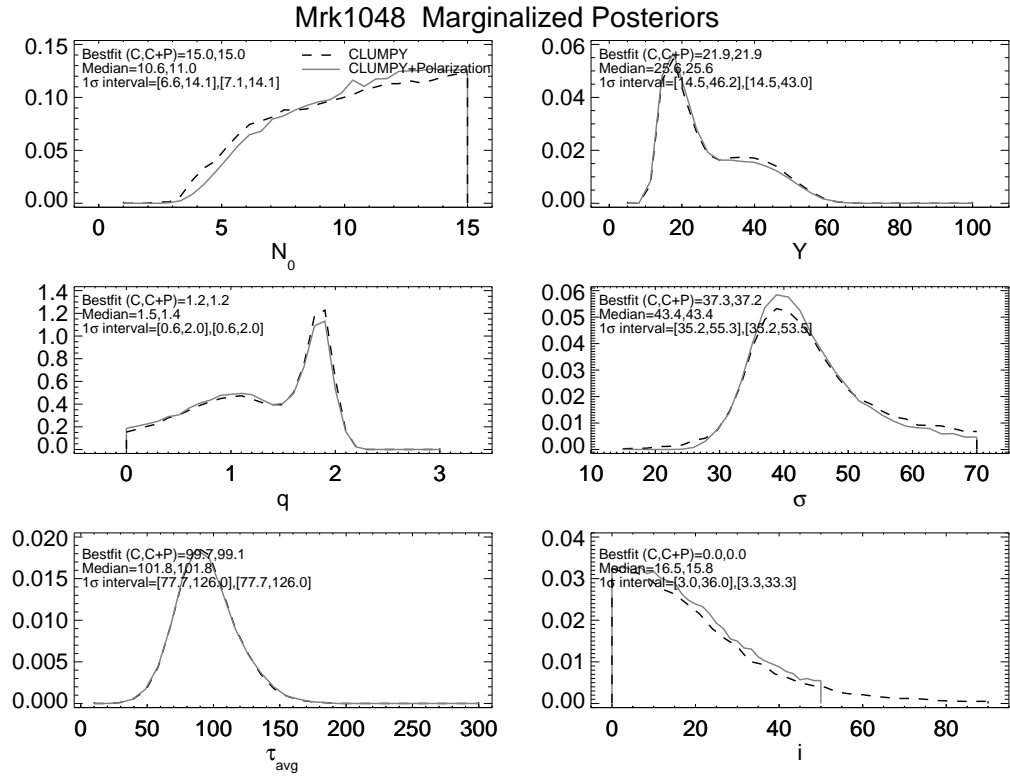 Mrk1048 Marginalized Posteriors
Bestfit (C,C+P)=15.0,15.0
Median=10.6,11.0
1σ interval=[6.6,14.1],[7.1,14.1]
CLUMPY
CLUMPY+Polarization
0.15
0.10
0.05
0.00
0 5 10 15
N0
Bestfit (C,C+P)=21.9,21.9
Median=25.6,25.6
1σ interval=[14.5,46.2],[14.5,43.0]
0.06
0.04
0.02
0.00
0 20 40 60 80 100
Y
Bestfit (C,C+P)=1.2,1.2
Median=1.5,1.4
1σ interval=[0.6,2.0],[0.6,2.0]
1.4
1.2
1.0
0.8
0.6
0.4
0.2
0.0
0 1 2 3
q
Bestfit (C,C+P)=37.3,37.2
Median=43.4,43.4
1σ interval=[35.2,55.3],[35.2,53.5]
0.06
0.05
0.04
0.03
0.02
0.01
0.00
10 20 30 40 50 60 70
σ
Bestfit (C,C+P)=99.7,99.1
Median=101.8,101.8
1σ interval=[77.7,126.0],[77.7,126.0]
0.020
0.015
0.010
0.005
0.000
0 50 100 150 200 250 300
τavg
Bestfit (C,C+P)=0.0,0.0
Median=16.5,15.8
1σ interval=[3.0,36.0],[3.3,33.3]
0.04
0.03
0.02
0.01
0.00
0 20 40 60 80
i